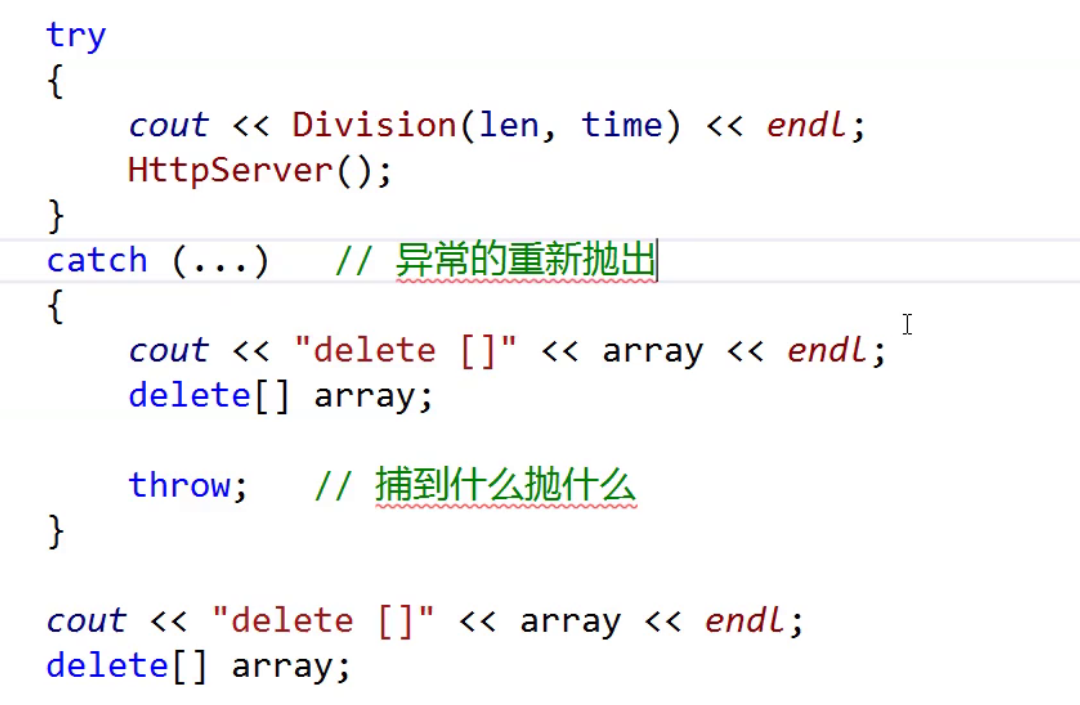 try
{
cout << Division(len, time) << endl;
HttpServer();
}
catch (...) // 异常的重新抛出
{
cout << "delete []" << array << endl;
delete[] array;
throw; // 捕到什么抛什么
}
cout << "delete []" << array << endl;
delete[] array;